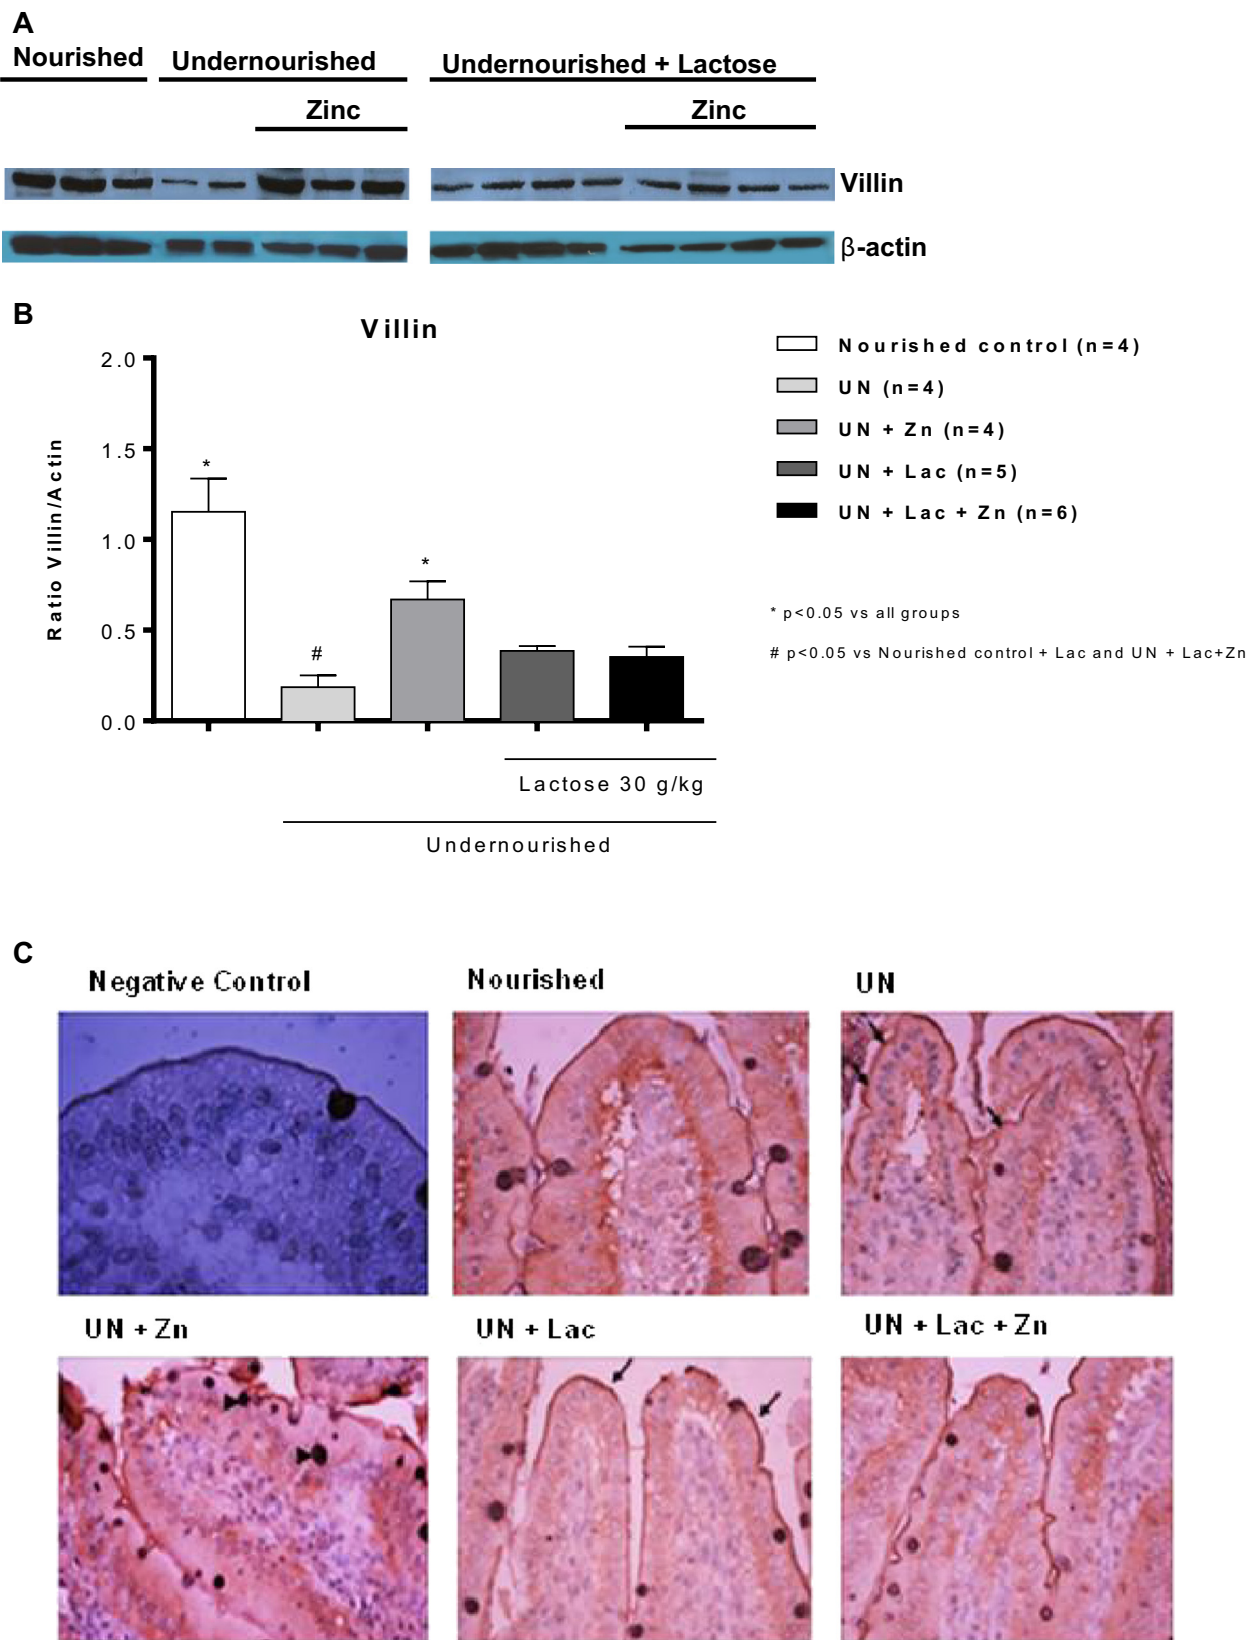 A
Nourished
Undernourished
Undernourished + Lactose
Zinc
Zinc
Villin
β-actin
B
Villin
2.0
1.5
1.0
0.5
0.0
Ratio Villin/Actin
*
#
*
Lactose 30 g/kg
Undernourished
Nourished control (n=4)
UN (n=4)
UN + Zn (n=4)
UN + Lac (n=5)
UN + Lac + Zn (n=6)
* p<0.05 vs all groups
# p<0.05 vs Nourished control + Lac and UN + Lac+Zn
C
Negative Control
Nourished
UN
UN + Zn
UN + Lac
UN + Lac + Zn